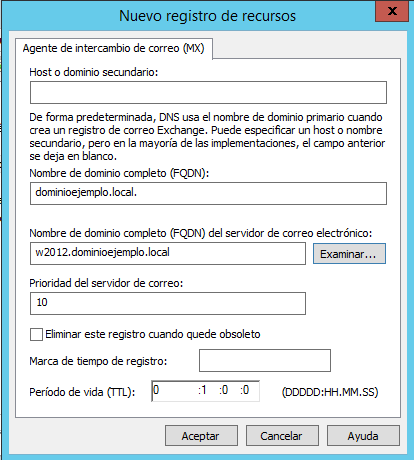 Nuevo registro de recursos
x
Agente de intercambio de correo (MX)
Host o dominio secundario:
De forma predeterminada, DNS usa el nombre de dominio primario cuando
crea un registro de correo Exchange. Puede especificar un host o nombre
secundario, pero en la mayoría de las implementaciones, el campo anterior
se deja en blanco.
Nombre de dominio completo (FQDN):
dominioejemplo.local.
Nombre de dominio completo (FQDN) del servidor de correo electrónico:
w2012.dominioejemplo.local
Examinar...
Prioridad del servidor de correo:
10
Eliminar este registro cuando quede obsoleto
Marca de tiempo de registro:
Período de vida (TTL): 0 :1 :0 :0 (DDDDD:HH.MM.SS)
Aceptar Cancelar Ayuda